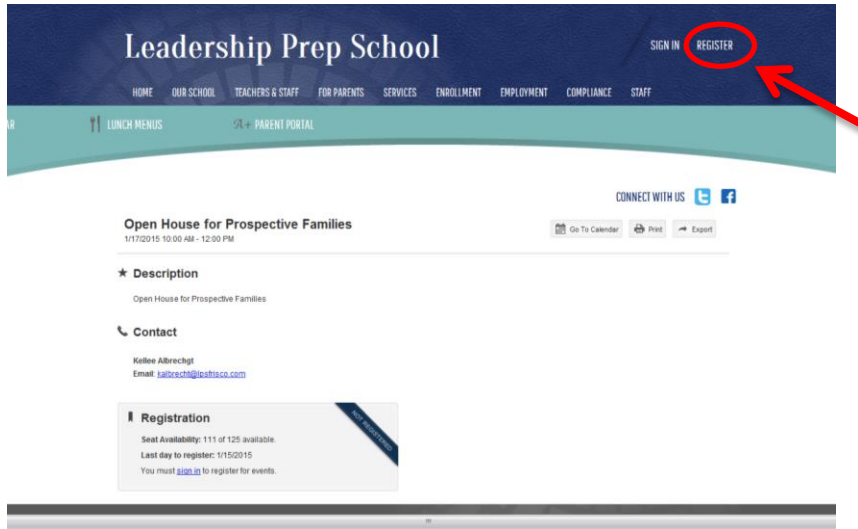 Leadership Prep School
SIGN IN REGISTER
HOME OUR SCHOOL TEACHERS & STAFF FOR PARENTS SERVICES ENROLLMENT EMPLOYMENT COMPLIANCE STAFF
AR LUNCH MENUS A+ PARENT PORTAL
CONNECT WITH US
Open House for Prospective Families
1/17/2015 10:00 AM - 12:00 PM
Go To Calendar Print Export
Description
Open House for Prospective Families
Contact
Kellee Albrechgt
Email: kalbrecht@lpsfrisco.com
Registration
NOT REGISTERED
Seat Availability: 111 of 125 available.
Last day to register: 1/15/2015
You must sign in to register for events.